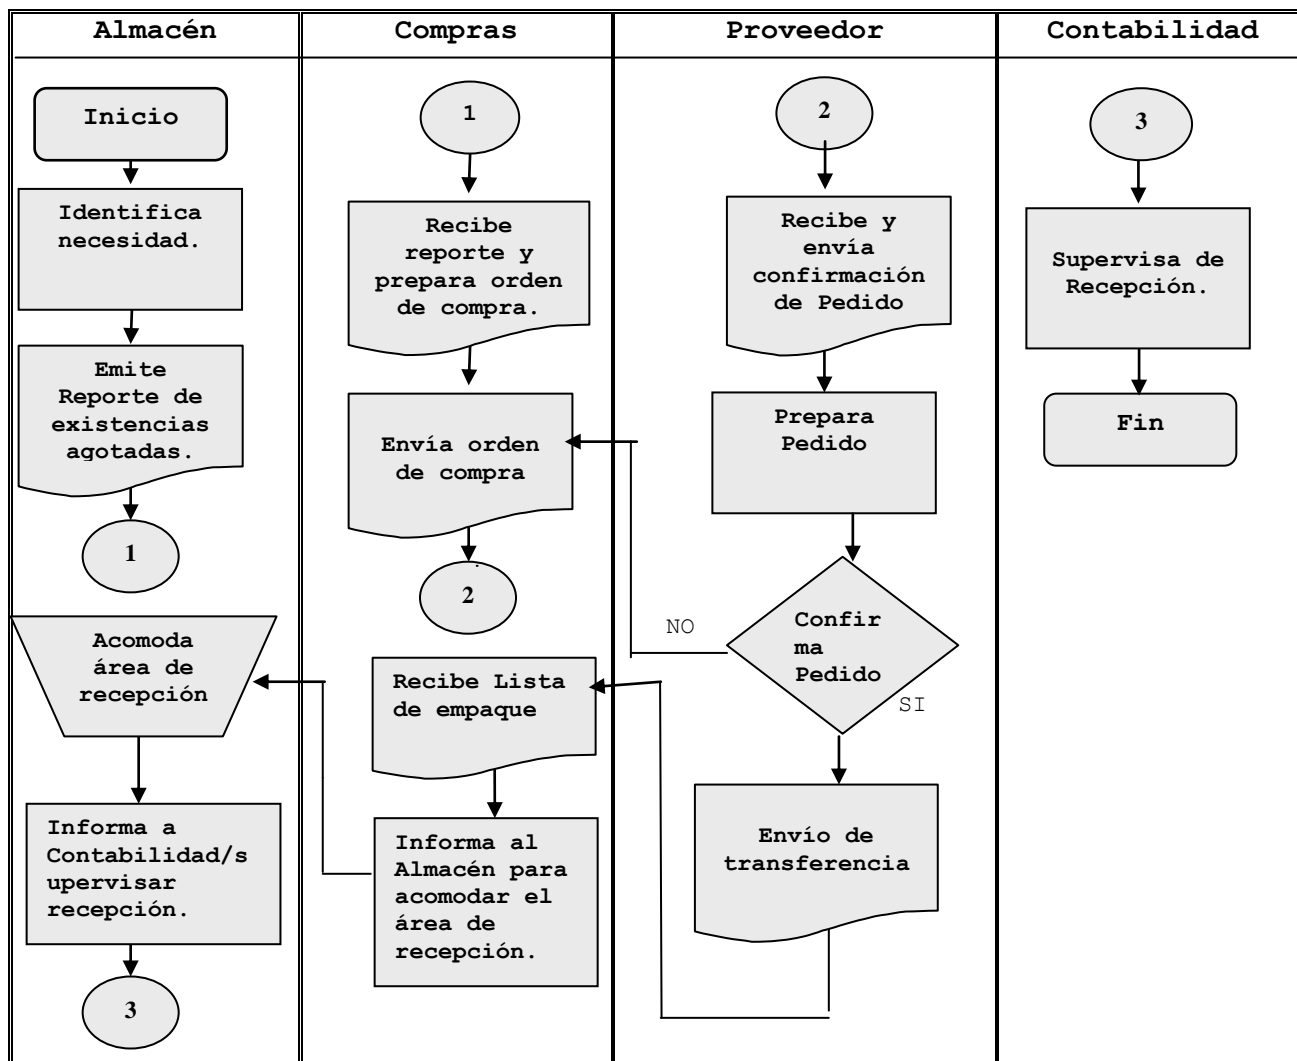 Almacén
Compras
Proveedor
Contabilidad
Inicio
Identifica
necesidad.
Emite
Reporte de
existencias
agotadas.
1
Acomoda
área de
recepción
Informa a
Contabilidad/s
upervisar
recepción.
3
1
Recibe
reporte y
prepara orden
de compra.
Envía orden
de compra
2
Recibe Lista
de empaque
Informa al
Almacén para
acomodar el
área de
recepción.
2
Recibe y
envía
confirmación
de Pedido
Prepara
Pedido
Confir
ma
Pedido
NO
SI
Envío de
transferencia
3
Supervisa de
Recepción.
Fin